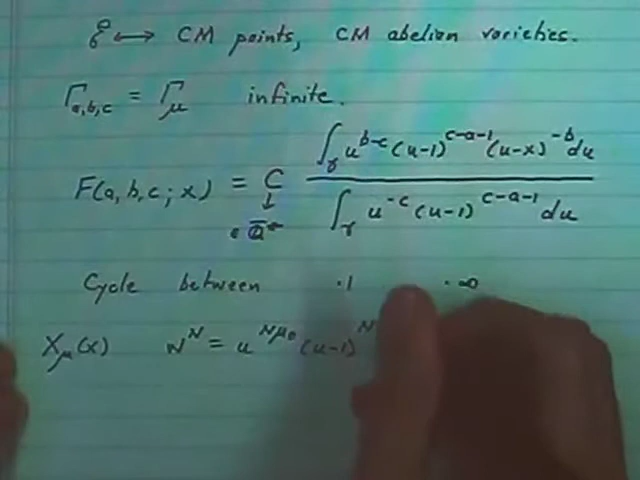 ℰ ⟷ CM points, CM abelian varieties.
Γ_{a,b,c} = Γ_μ infinite.
F(a,b,c; x) = C ∫_γ u^{b-c} (u-1)^{c-a-1} (u-x)^{-b} du / ∫_γ u^{-c} (u-1)^{c-a-1} du
↓
∈ Q̄*
Cycle between ·1 ·∞
X_μ(x) w^N = u^{Nμ_0} (u-1)^N